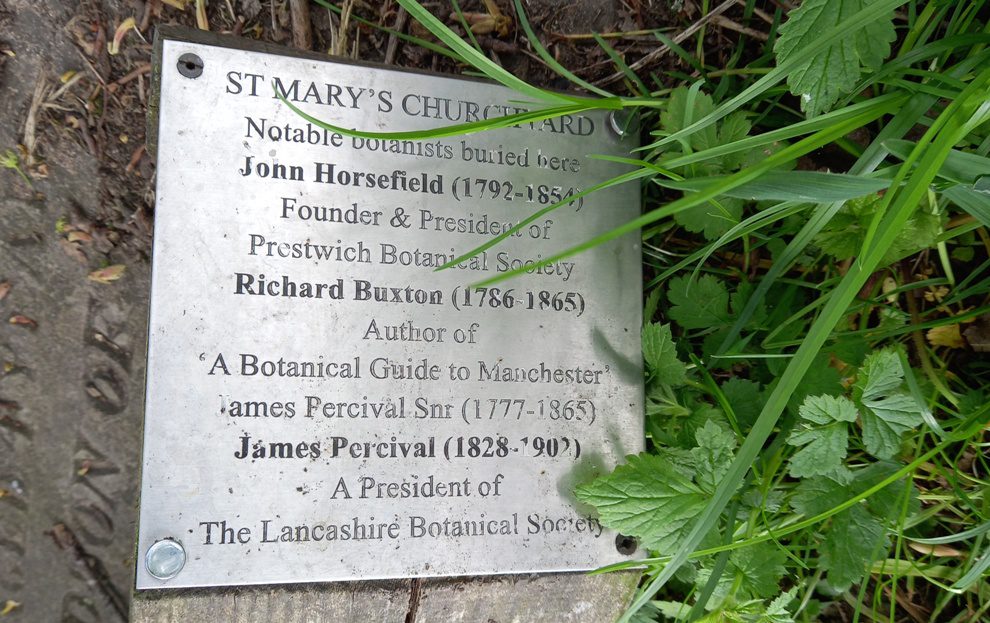 ST MARY'S CHURCHYARD
Notable botanists buried here
John Horsefield (1792-1854)
Founder & President of
Prestwich Botanical Society
Richard Buxton (1786-1865)
Author of
‘A Botanical Guide to Manchester’
James Percival Snr (1777-1865)
James Percival (1828-1902)
A President of
The Lancashire Botanical Society